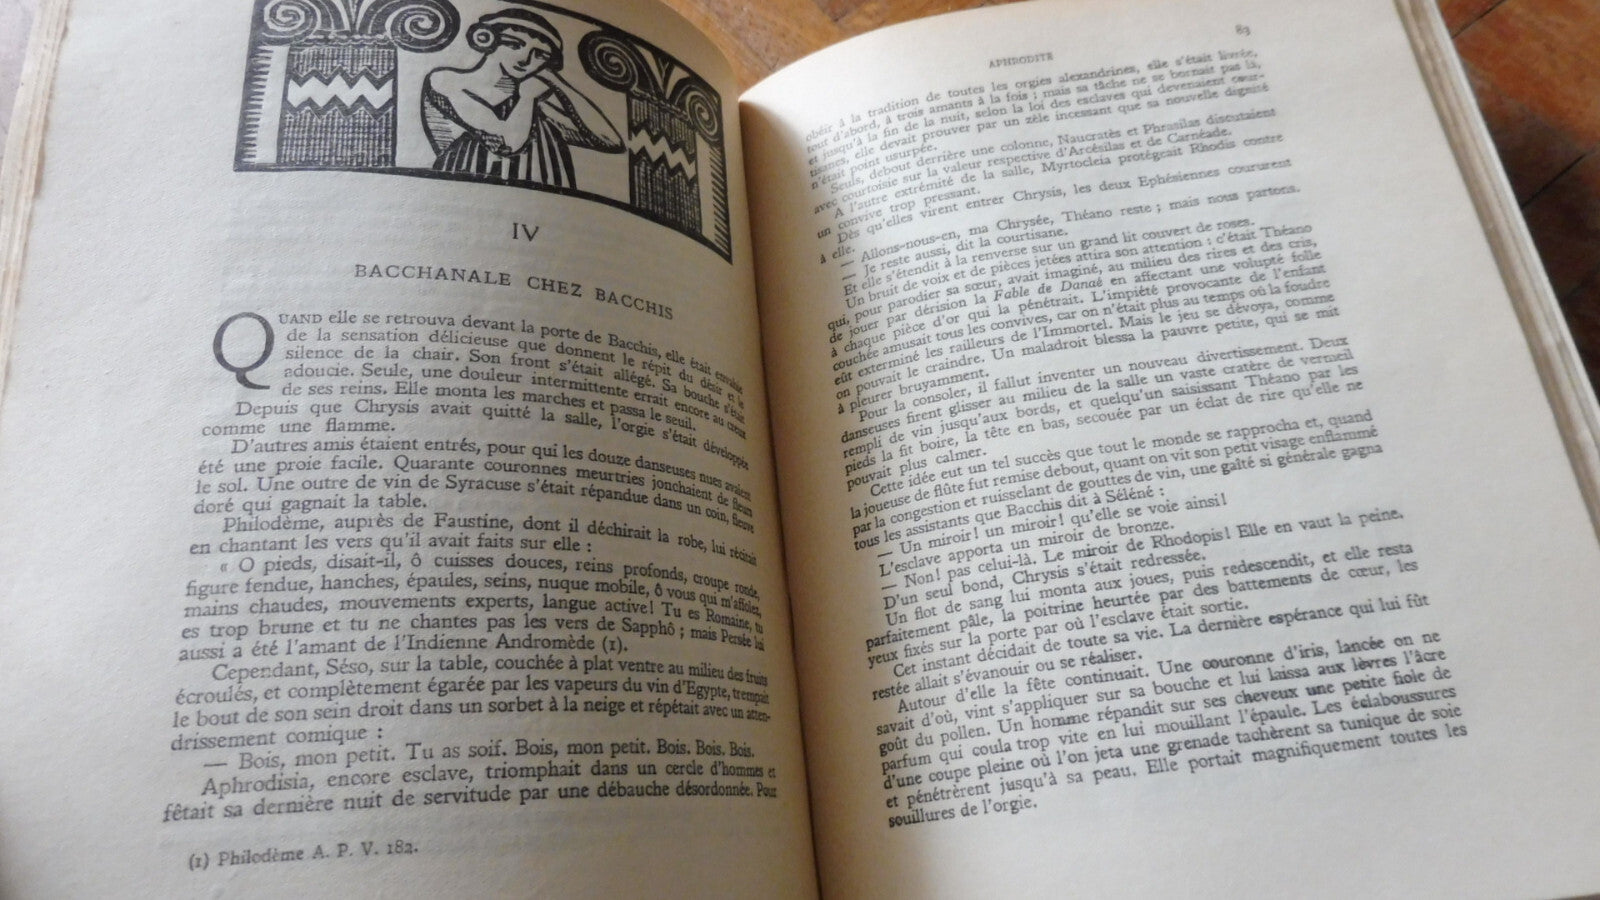 IV
BACCHANALE CHEZ BACCHIS
QUAND elle se retrouva devant la porte de Bacchis, elle était envahie
de la sensation délicieuse que donnent le répit du désir et le
silence de la chair. Son front s'était allégé. Sa bouche s'était
adoucie. Seule, une douleur intermittente errait encore au creux
de ses reins. Elle monta les marches et passa le seuil.
Depuis que Chrysis avait quitté la salle, l'orgie s'était développée
comme une flamme.
D'autres amis étaient entrés, pour qui les douze danseuses nues avaient
été une proie facile. Quarante couronnes meurtries jonchaient de fleurs
le sol. Une outre de vin de Syracuse s'était répandue dans un coin, fleuve
doré qui gagnait la table.
Philodème, auprès de Faustine, dont il déchirait la robe, lui récitait
en chantant les vers qu'il avait faits sur elle :
« O pieds, disait-il, ô cuisses douces, reins profonds, croupe ronde,
figure fendue, hanches, épaules, seins, nuque mobile, ô vous qui m'affolez,
mains chaudes, mouvements experts, langue active! Tu es Romaine, tu
es trop brune et tu ne chantes pas les vers de Sapphô ; mais Persée lui
aussi a été l'amant de l'Indienne Andromède (1).
Cependant, Séso, sur la table, couchée à plat ventre au milieu des fruits
écroulés, et complètement égarée par les vapeurs du vin d'Egypte, trempait
le bout de son sein droit dans un sorbet à la neige et répétait avec un atten-
drissement comique :
— Bois, mon petit. Tu as soif. Bois, mon petit. Bois. Bois. Bois.
Aphrodisia, encore esclave, triomphait dans un cercle d'hommes et
fêtait sa dernière nuit de servitude par une débauche désordonnée. Pour
(1) Philodème A. P. V. 182.
APHRODITE 83
obéir à la tradition de toutes les orgies alexandrines, elle s'était livrée,
tout d'abord, à trois amants à la fois ; mais sa tâche ne se bornait pas là,
et jusqu'à la fin de la nuit, selon la loi des esclaves qui devenaient cour-
tisanes, elle devait prouver par un zèle incessant que sa nouvelle dignité
n'était point usurpée.
Seuls, debout derrière une colonne, Naucratès et Phrasilas discutaient
avec courtoisie sur la valeur respective d'Arcésilas et de Carnéade.
A l'autre extrémité de la salle, Myrtocleia protégeait Rhodis contre
un convive trop pressant.
Dès qu'elles virent entrer Chrysis, les deux Ephésiennes coururent
à elle.
— Allons-nous-en, ma Chrysée, Théano reste ; mais nous partons.
— Je reste aussi, dit la courtisane.
Et elle s'étendit à la renverse sur un grand lit couvert de roses.
Un bruit de voix et de pièces jetées attira son attention : c'était Théano
qui, pour parodier sa sœur, avait imaginé, au milieu des rires et des cris,
de jouer par dérision la Fable de Danaë en affectant une volupté folle
à chaque pièce d'or qui la pénétrait. L'impiété provocante de l'enfant
couchée amusait tous les convives, car on n'était plus au temps où la foudre
eût exterminé les railleurs de l'Immortel. Mais le jeu se dévoya, comme
on pouvait le craindre. Un maladroit blessa la pauvre petite, qui se mit
à pleurer bruyamment.
Pour la consoler, il fallut inventer un nouveau divertissement. Deux
danseuses firent glisser au milieu de la salle un vaste cratère de vermeil
rempli de vin jusqu'aux bords, et quelqu'un saisissant Théano par les
pieds la fit boire, la tête en bas, secouée par un éclat de rire qu'elle ne
pouvait plus calmer.
Cette idée eut un tel succès que tout le monde se rapprocha et, quand
la joueuse de flûte fut remise debout, quant on vit son petit visage enflammé
par la congestion et ruisselant de gouttes de vin, une gaîté si générale gagna
tous les assistants que Bacchis dit à Séléné :
— Un miroir! un miroir! qu'elle se voie ainsi!
L'esclave apporta un miroir de bronze.
— Non! pas celui-là. Le miroir de Rhodopis! Elle en vaut la peine.
D'un seul bond, Chrysis s'était redressée.
Un flot de sang lui monta aux joues, puis redescendit, et elle resta
parfaitement pâle, la poitrine heurtée par des battements de cœur, les
yeux fixés sur la porte par où l'esclave était sortie.
Cet instant décidait de toute sa vie. La dernière espérance qui lui fût
restée allait s'évanouir ou se réaliser.
Autour d'elle la fête continuait. Une couronne d'iris, lancée on ne
savait d'où, vint s'appliquer sur sa bouche et lui laissa aux lèvres l'âcre
goût du pollen. Un homme répandit sur ses cheveux une petite fiole de
parfum qui coula trop vite en lui mouillant l'épaule. Les éclaboussures
d'une coupe pleine où l'on jeta une grenade tachèrent sa tunique de soie
et pénétrèrent jusqu'à sa peau. Elle portait magnifiquement toutes les
souillures de l'orgie.